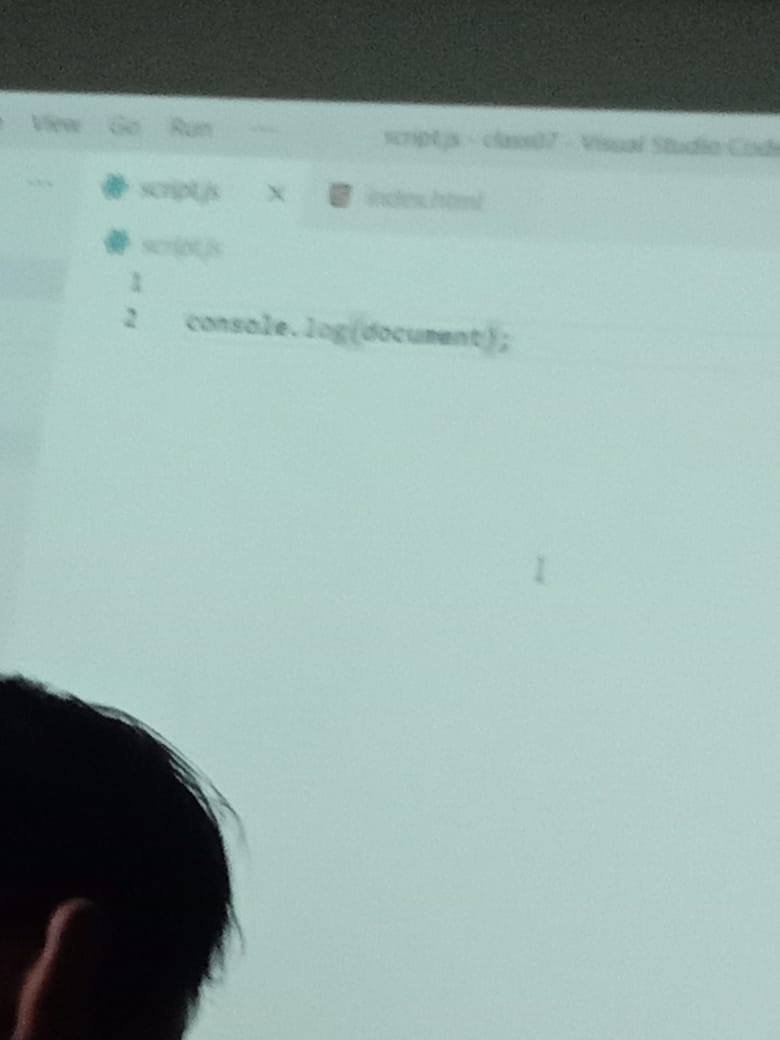 View Go Run ... script.js - class07 - Visual Studio Code
... script.js X index.html
script.js
1
2 console.log(document);